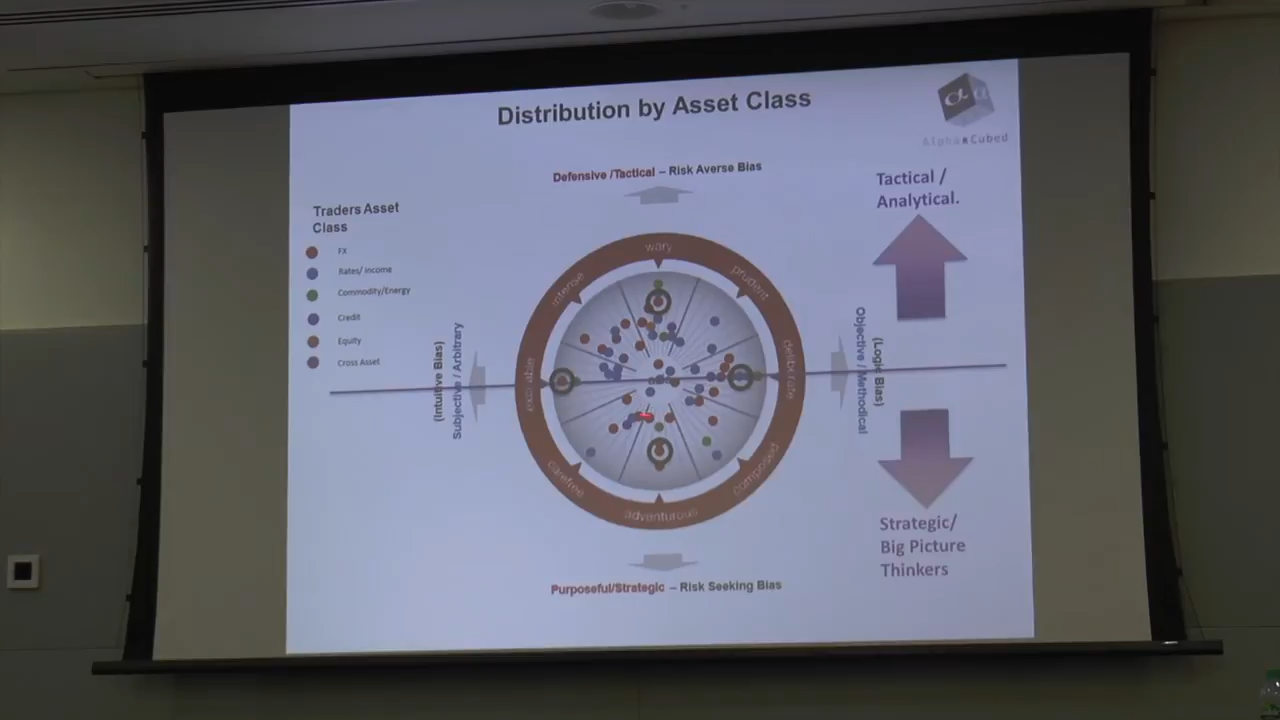 Distribution by Asset Class
αμ
AlphaRCubed
Defensive /Tactical – Risk Averse Bias
Tactical /
Analytical.
Traders Asset
Class
FX
Rates/ Income
Commodity/Energy
Credit
Equity
Cross Asset
wary
prudent
deliberate
composed
adventurous
carefree
excitable
intense
(Intuitive Bias)
Subjective / Arbitrary
(Logic Bias)
Objective / Methodical
Strategic/
Big Picture
Thinkers
Purposeful/Strategic – Risk Seeking Bias